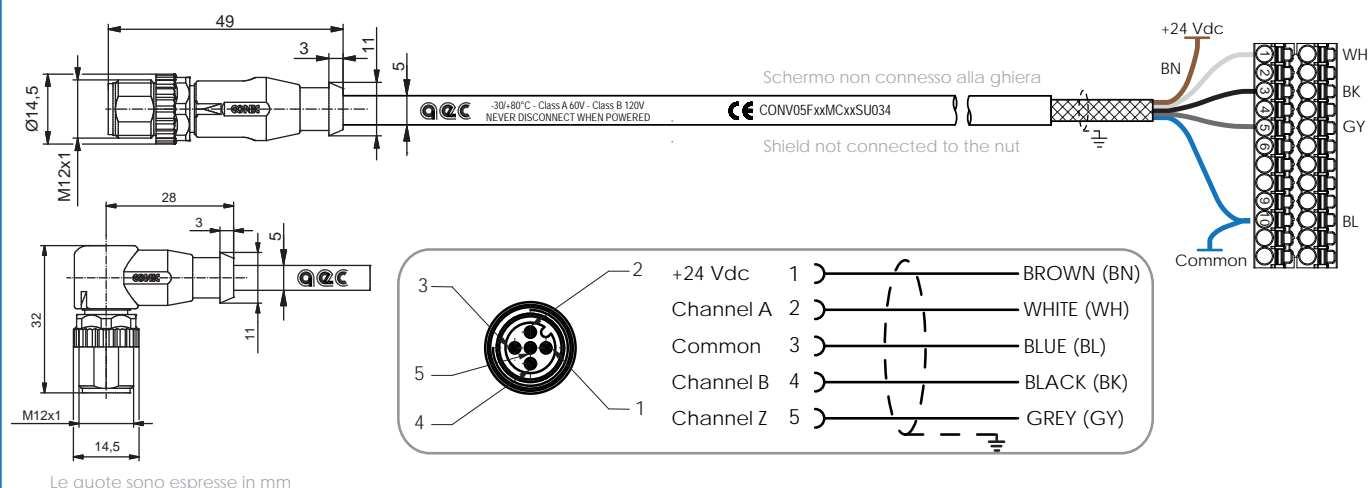 49
3
11
5
Ø14,5
M12x1
CONIK
aec
-30/+80°C - Class A 60V - Class B 120V
NEVER DISCONNECT WHEN POWERED
CE CONV05FxxMCxxSU034
Schermo non connesso alla ghiera
Shield not connected to the nut
+24 Vdc
BN
Common
1
2
3
4
5
6
9
10
WH
BK
GY
BL
28
3
5
CONIK
aec
32
11
M12x1
14,5
2
3
5
4
1
+24 Vdc 1 BROWN (BN)
Channel A 2 WHITE (WH)
Common 3 BLUE (BL)
Channel B 4 BLACK (BK)
Channel Z 5 GREY (GY)
Le quote sono espresse in mm